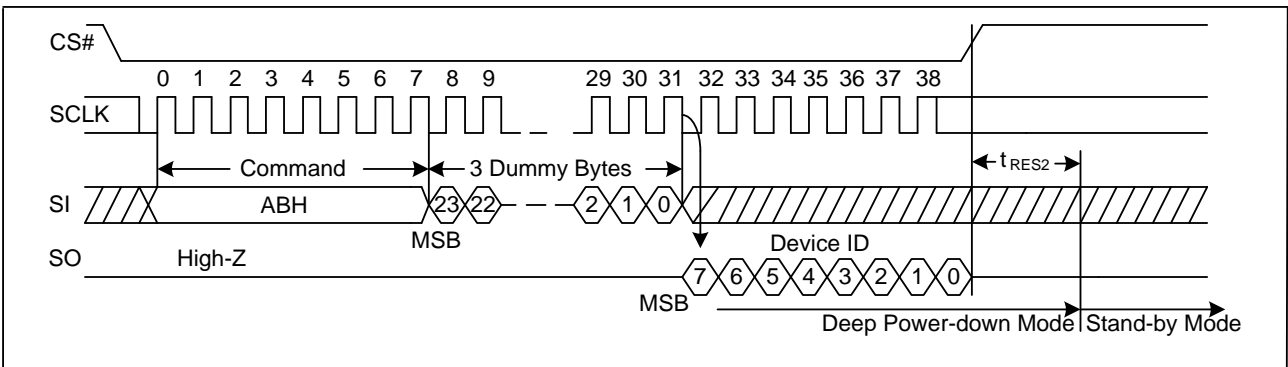 CS#
0 1 2 3 4 5 6 7 8 9 29 30 31 32 33 34 35 36 37 38
SCLK
Command 3 Dummy Bytes tRES2
SI ABH 23 22 2 1 0
MSB
SO High-Z Device ID
7 6 5 4 3 2 1 0
MSB
Deep Power-down Mode Stand-by Mode